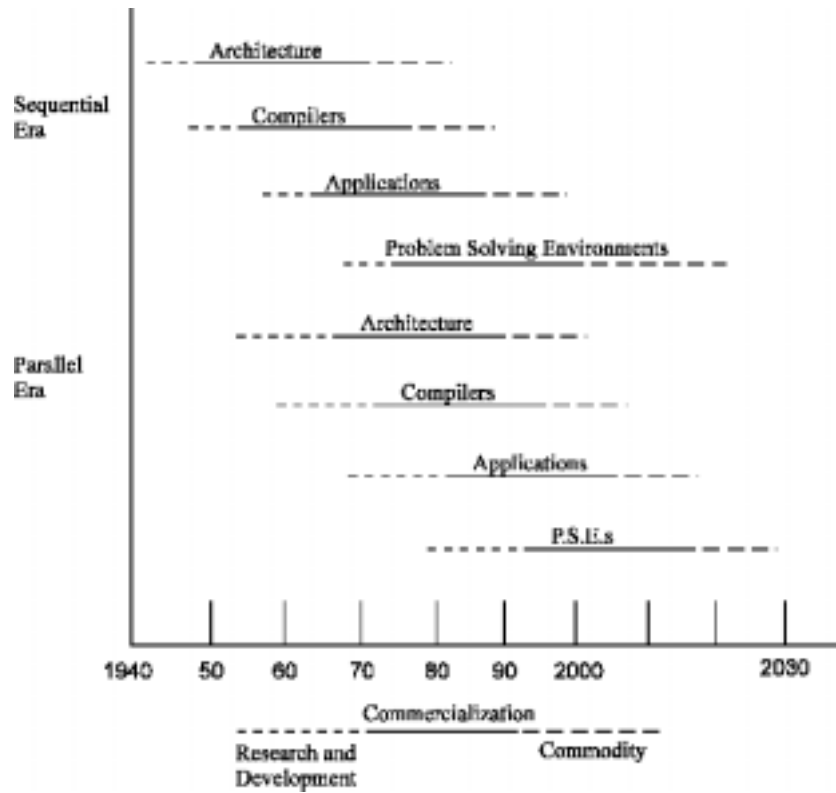 Architecture
Sequential
Era
Compilers
Applications
Problem Solving Environments
Architecture
Parallel
Era
Compilers
Applications
P.S.E.s
1940 50 60 70 80 90 2000 2030
Commercialization
Research and
Development
Commodity